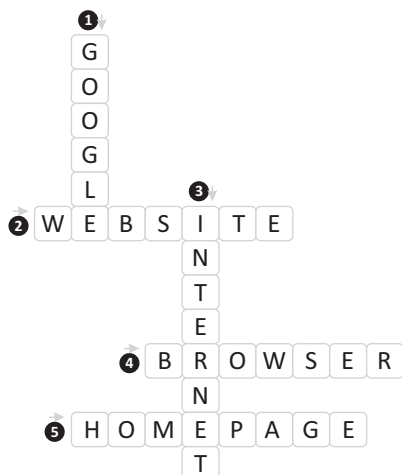 1
G
O
O
G
L
3
2 W E B S I T E
N
T
E
4 B R O W S E R
N
5 H O M E P A G E
T